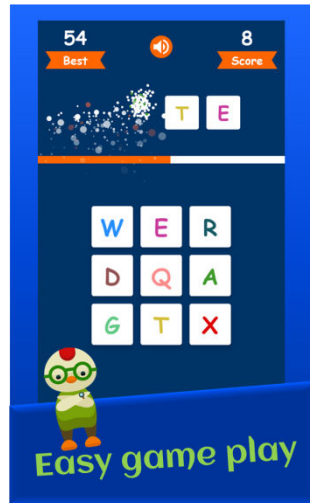 54 8
Best Score
T E
W E R
D Q A
G T X
Easy game play